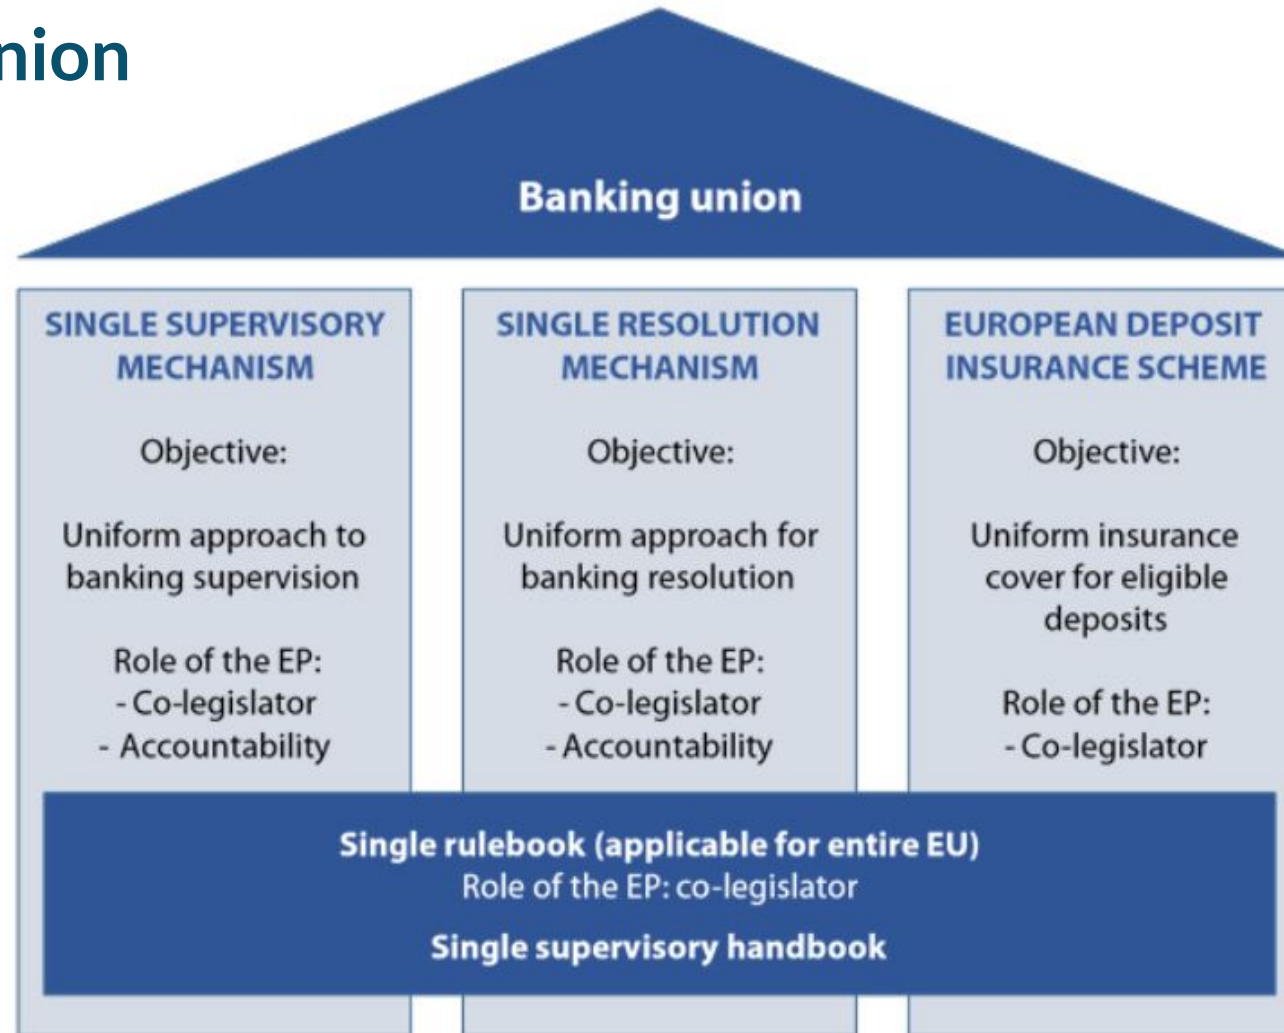 nion
Banking union
SINGLE SUPERVISORY
MECHANISM
Objective:
Uniform approach to
banking supervision
Role of the EP:
- Co-legislator
- Accountability
SINGLE RESOLUTION
MECHANISM
Objective:
Uniform approach for
banking resolution
Role of the EP:
- Co-legislator
- Accountability
EUROPEAN DEPOSIT
INSURANCE SCHEME
Objective:
Uniform insurance
cover for eligible
deposits
Role of the EP:
- Co-legislator
Single rulebook (applicable for entire EU)
Role of the EP: co-legislator
Single supervisory handbook